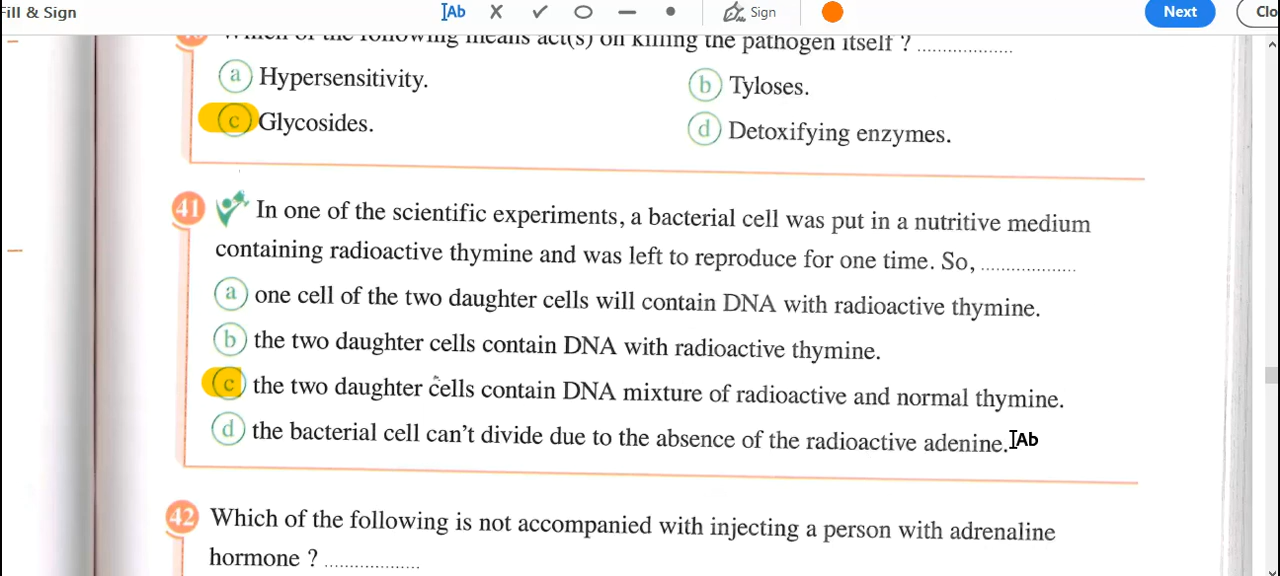 Fill & Sign
Ab
Sign
Next
Clo
Which of the following means act(s) on killing the pathogen itself ? ...................
a Hypersensitivity.
b Tyloses.
c Glycosides.
d Detoxifying enzymes.
41 In one of the scientific experiments, a bacterial cell was put in a nutritive medium
containing radioactive thymine and was left to reproduce for one time. So, ...................
a one cell of the two daughter cells will contain DNA with radioactive thymine.
b the two daughter cells contain DNA with radioactive thymine.
c the two daughter cells contain DNA mixture of radioactive and normal thymine.
d the bacterial cell can't divide due to the absence of the radioactive adenine.
Ab
42 Which of the following is not accompanied with injecting a person with adrenaline
hormone ? ...................